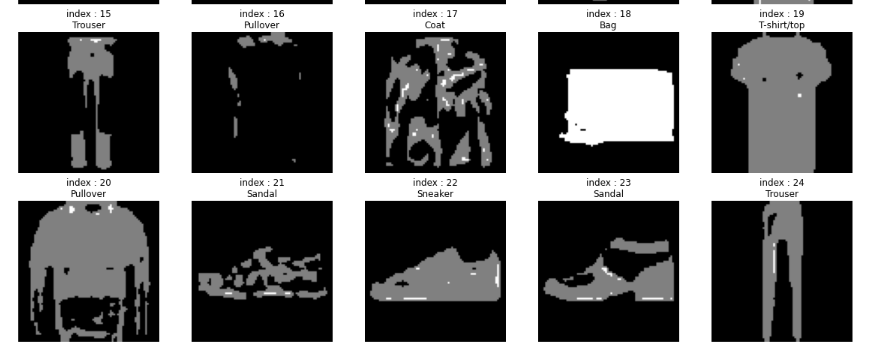 index : 15
Trouser
index : 16
Pullover
index : 17
Coat
index : 18
Bag
index : 19
T-shirt/top
index : 20
Pullover
index : 21
Sandal
index : 22
Sneaker
index : 23
Sandal
index : 24
Trouser